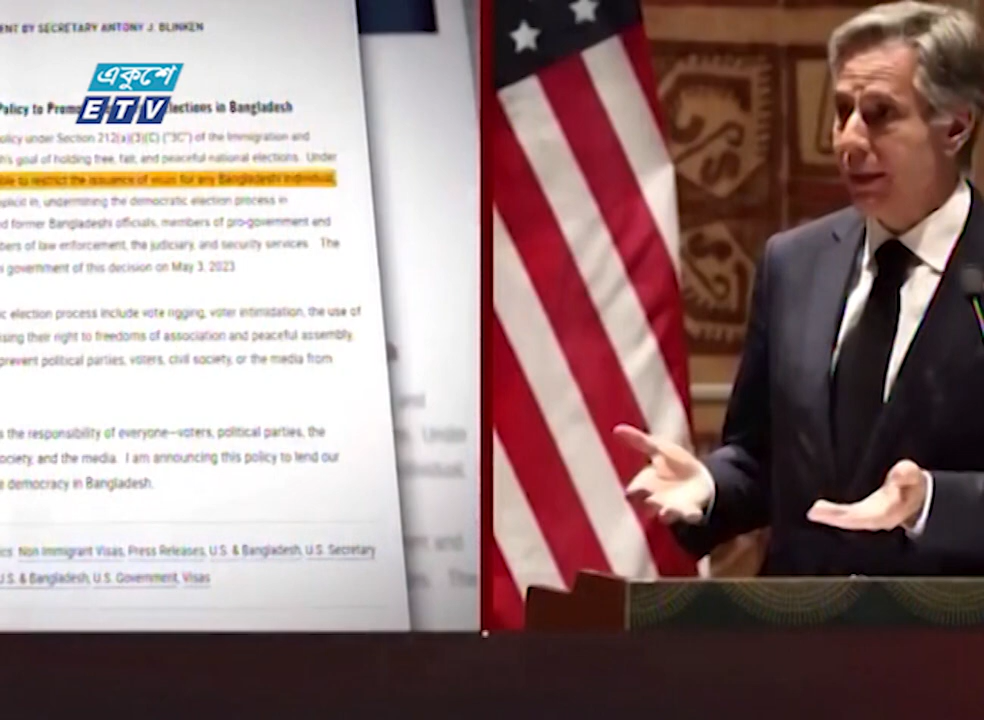 ENT BY SECRETARY ANTONY J. BLINKEN
একুশে
ETV
Policy to Promo lections in Bangladesh
olicy under Section 212(a)(3)(C) ("3C") of the Immigration and
h's goal of holding free, fair, and peaceful national elections. Under
ble to restrict the issuance of visas for any Bangladeshi individual,
plicit in, undermining the democratic election process in
d former Bangladeshi officials, members of pro-government and
bers of law enforcement, the judiciary, and security services. The
s government of this decision on May 3, 2023
ic election process include vote rigging, voter intimidation, the use of
ising their right to freedoms of association and peaceful assembly,
prevent political parties, voters, civil society, or the media from
s the responsibility of everyone—voters, political parties, the
ociety, and the media. I am announcing this policy to lend our
e democracy in Bangladesh.
ics Non Immigrant Visas, Press Releases, U.S. & Bangladesh, U.S. Secretary
U.S. & Bangladesh, U.S. Government, Visas